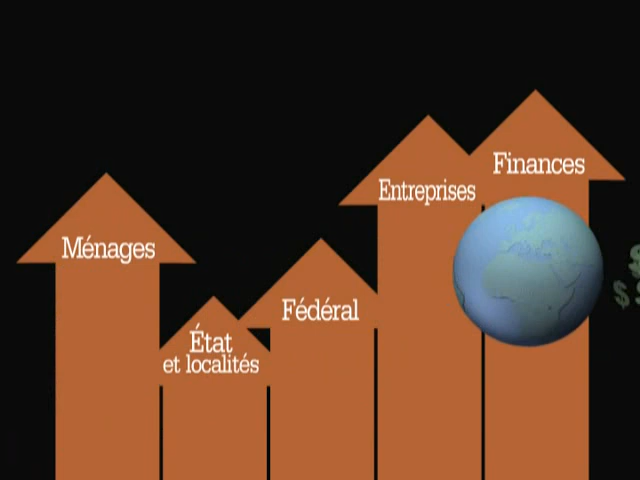 Ménages
État
et localités
Fédéral
Entreprises
Finances